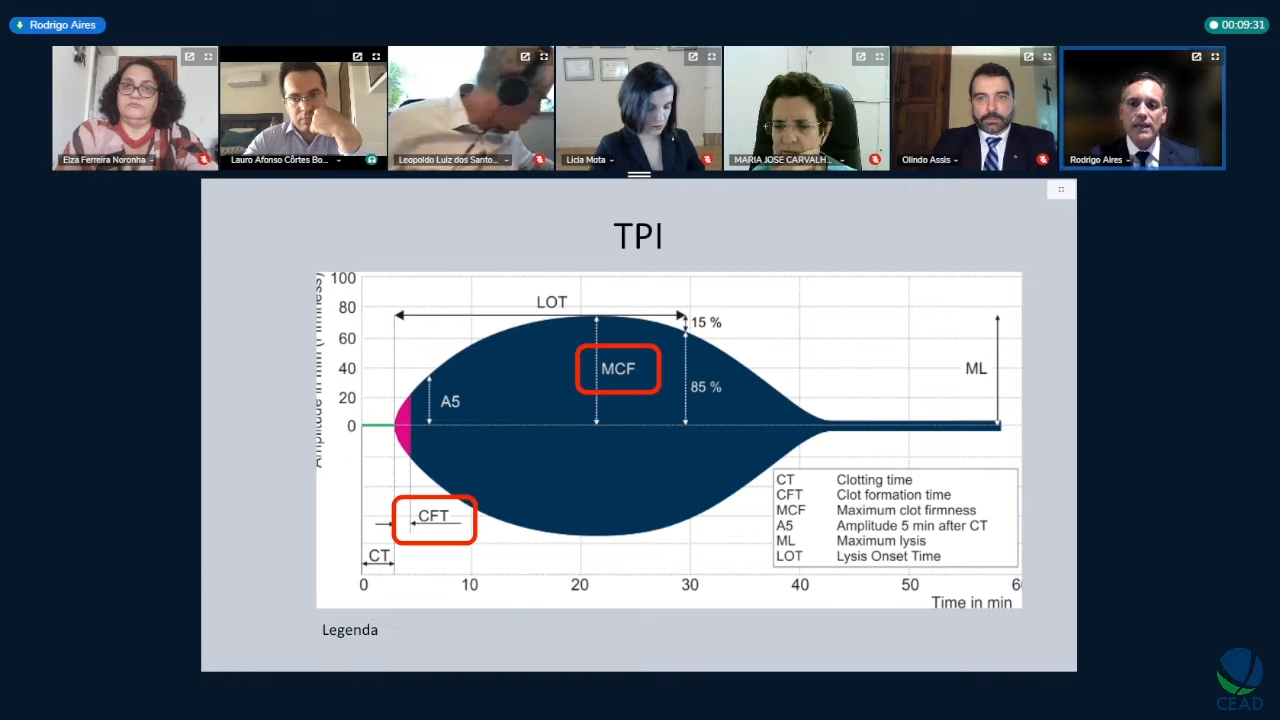 Rodrigo Aires
00:09:31
Elza Ferreira Noronha
Lauro Afonso Côrtes Bo...
Leopoldo Luiz dos Santo...
Licia Mota
MARIA JOSE CARVALH...
Olindo Assis
Rodrigo Aires
TPI
100
80
60
40
20
0
LOT
15 %
MCF
ML
85 %
A5
CFT
CT
CT Clotting time
CFT Clot formation time
MCF Maximum clot firmness
A5 Amplitude 5 min after CT
ML Maximum lysis
LOT Lysis Onset Time
0 10 20 30 40 50
Time in min
Legenda
CEAD